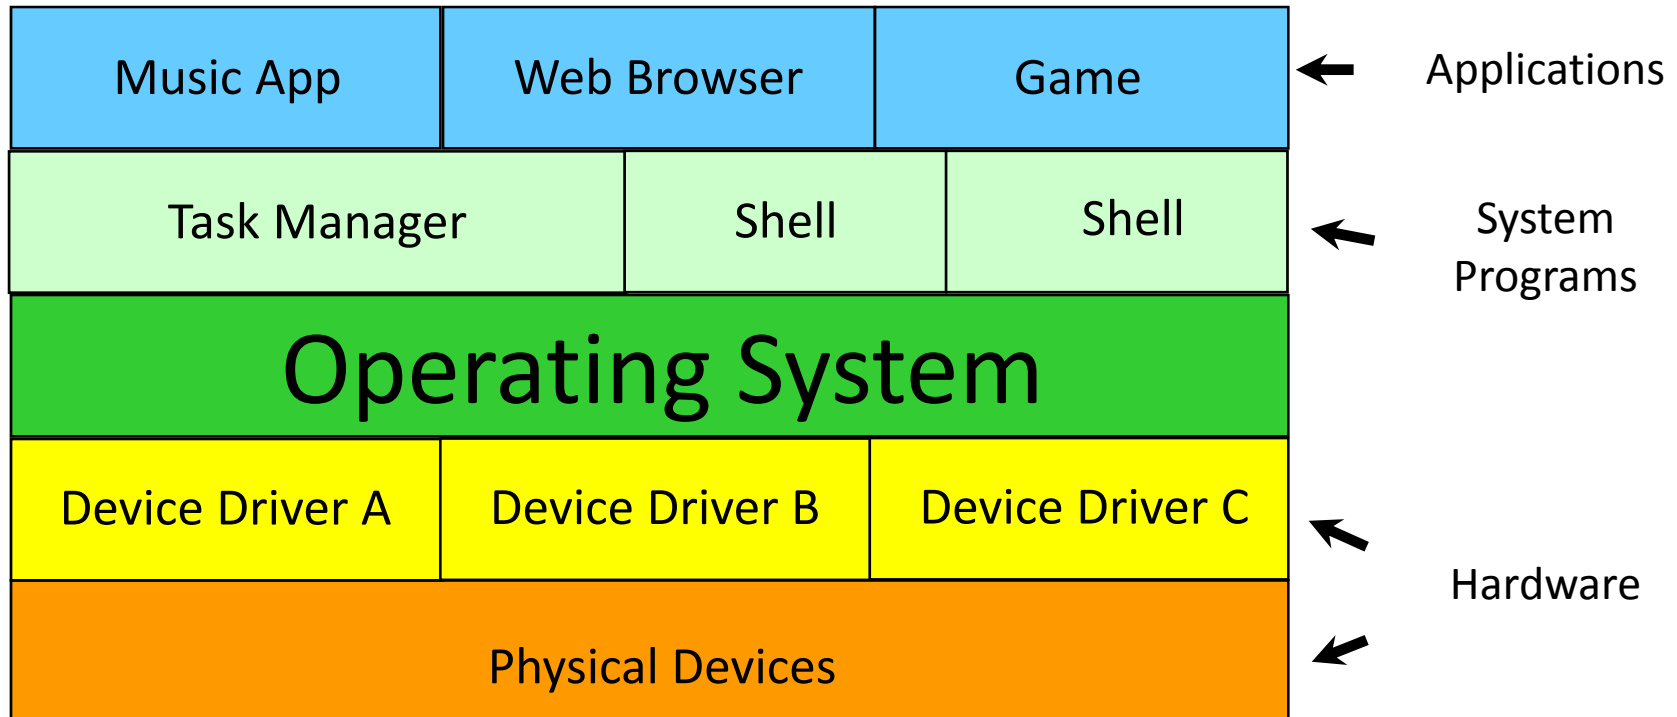 Music App
Web Browser
Game
Applications
Task Manager
Shell
Shell
System
Programs
Operating System
Device Driver A
Device Driver B
Device Driver C
Hardware
Physical Devices